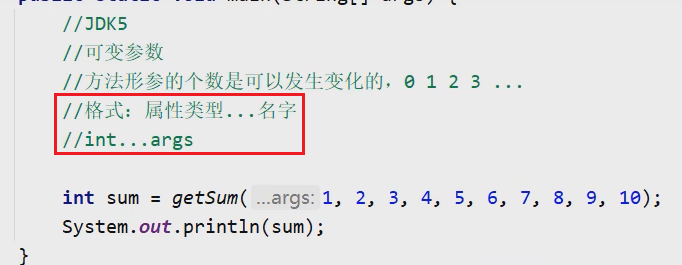 public static void main(String[] args) {
//JDK5
//可变参数
//方法形参的个数是可以发生变化的，0 1 2 3 ...
//格式：属性类型...名字
//int...args
int sum = getSum( ...args: 1, 2, 3, 4, 5, 6, 7, 8, 9, 10);
System.out.println(sum);
}